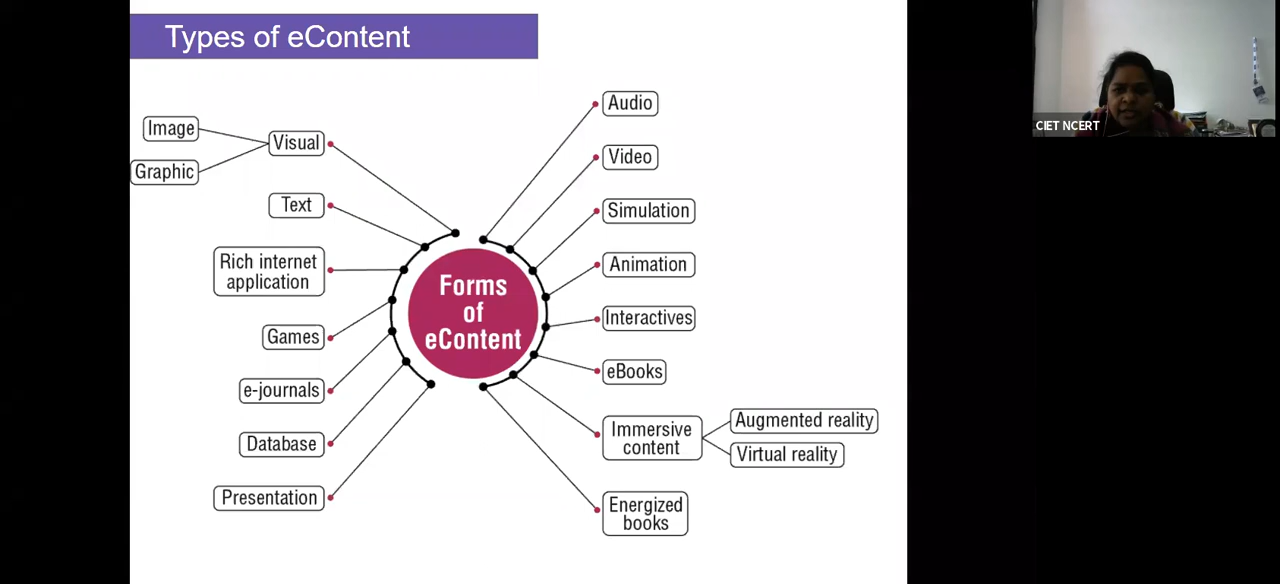 Types of eContent
CIET NCERT
Image
Graphic
Visual
Text
Rich internet
application
Games
e-journals
Database
Presentation
Forms
of
eContent
Audio
Video
Simulation
Animation
Interactives
eBooks
Immersive
content
Augmented reality
Virtual reality
Energized
books